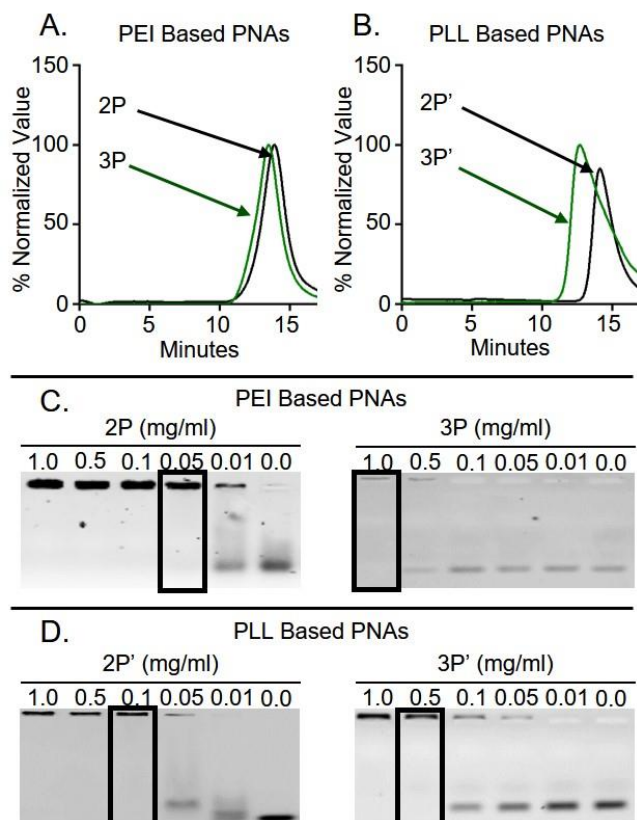 A. PEI Based PNAs
B. PLL Based PNAs
% Normalized Value
150
100
50
0
2P
3P
0 5 10 15
Minutes
% Normalized Value
150
100
50
0
2P’
3P’
0 5 10 15
Minutes
C. PEI Based PNAs
2P (mg/ml)
1.0 0.5 0.1 0.05 0.01 0.0
3P (mg/ml)
1.0 0.5 0.1 0.05 0.01 0.0
D. PLL Based PNAs
2P’ (mg/ml)
1.0 0.5 0.1 0.05 0.01 0.0
3P’ (mg/ml)
1.0 0.5 0.1 0.05 0.01 0.0